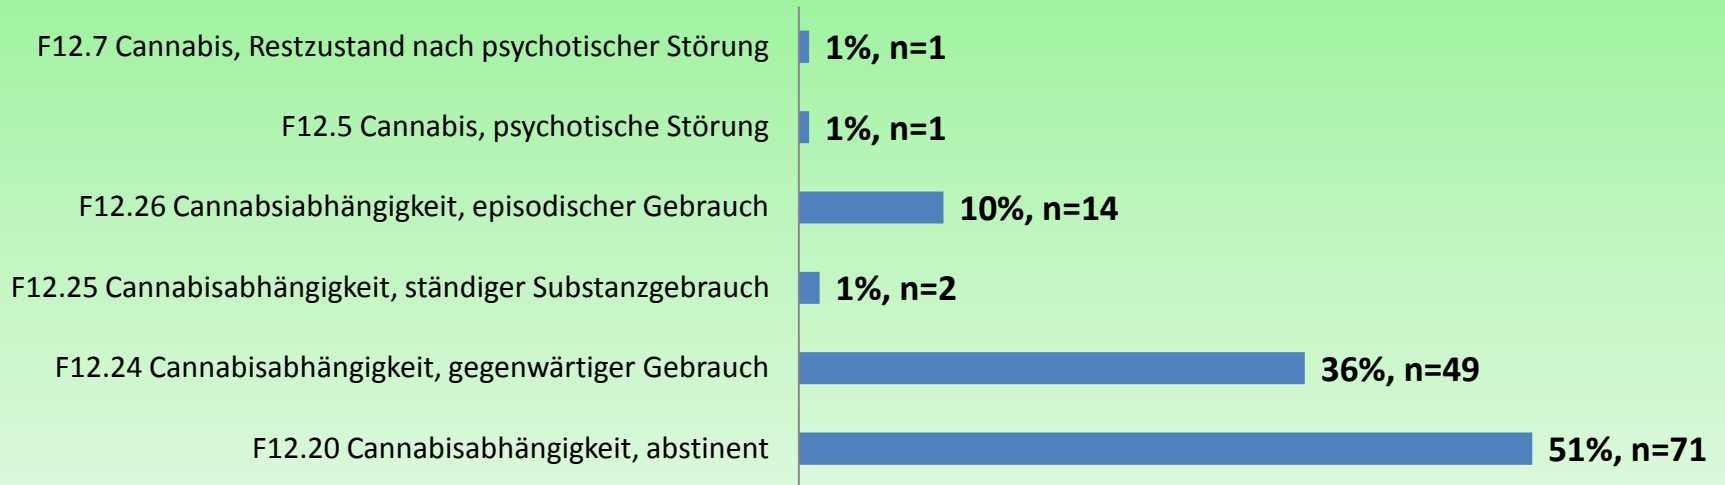 F12.7 Cannabis, Restzustand nach psychotischer Störung 1%, n=1
F12.5 Cannabis, psychotische Störung 1%, n=1
F12.26 Cannabsiabhängigkeit, episodischer Gebrauch 10%, n=14
F12.25 Cannabisabhängigkeit, ständiger Substanzgebrauch 1%, n=2
F12.24 Cannabisabhängigkeit, gegenwärtiger Gebrauch 36%, n=49
F12.20 Cannabisabhängigkeit, abstinent 51%, n=71